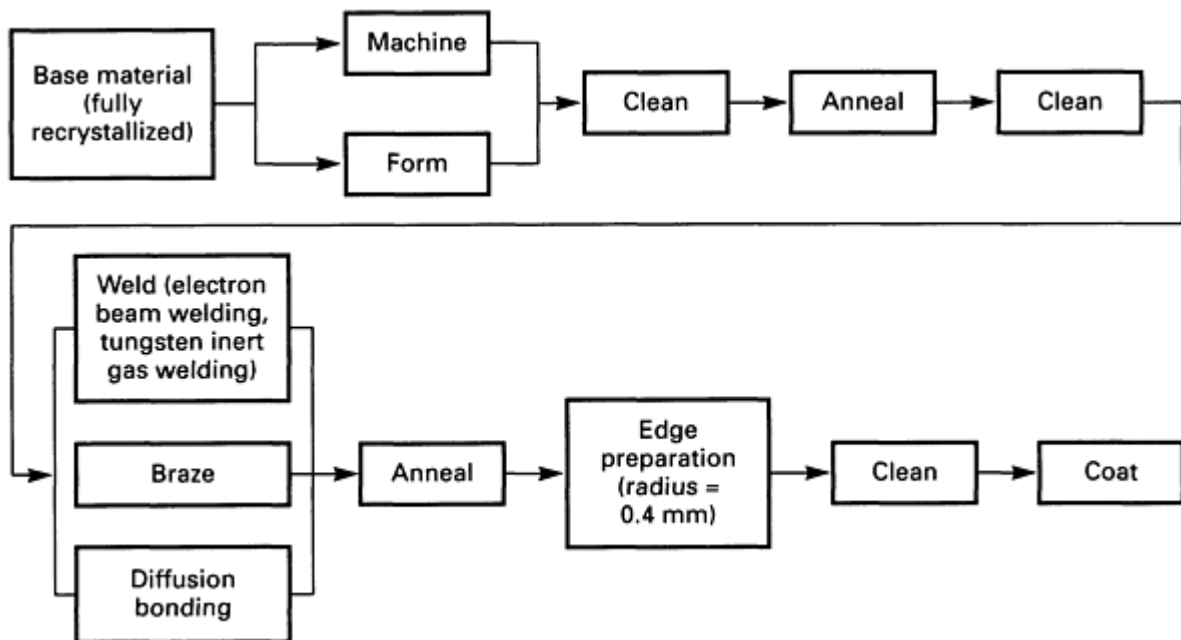 Machine
Base material
(fully
recrystallized)
Clean
Anneal
Clean
Form
Weld (electron
beam welding,
tungsten inert
gas welding)
Braze
Anneal
Edge
preparation
(radius =
0.4 mm)
Clean
Coat
Diffusion
bonding